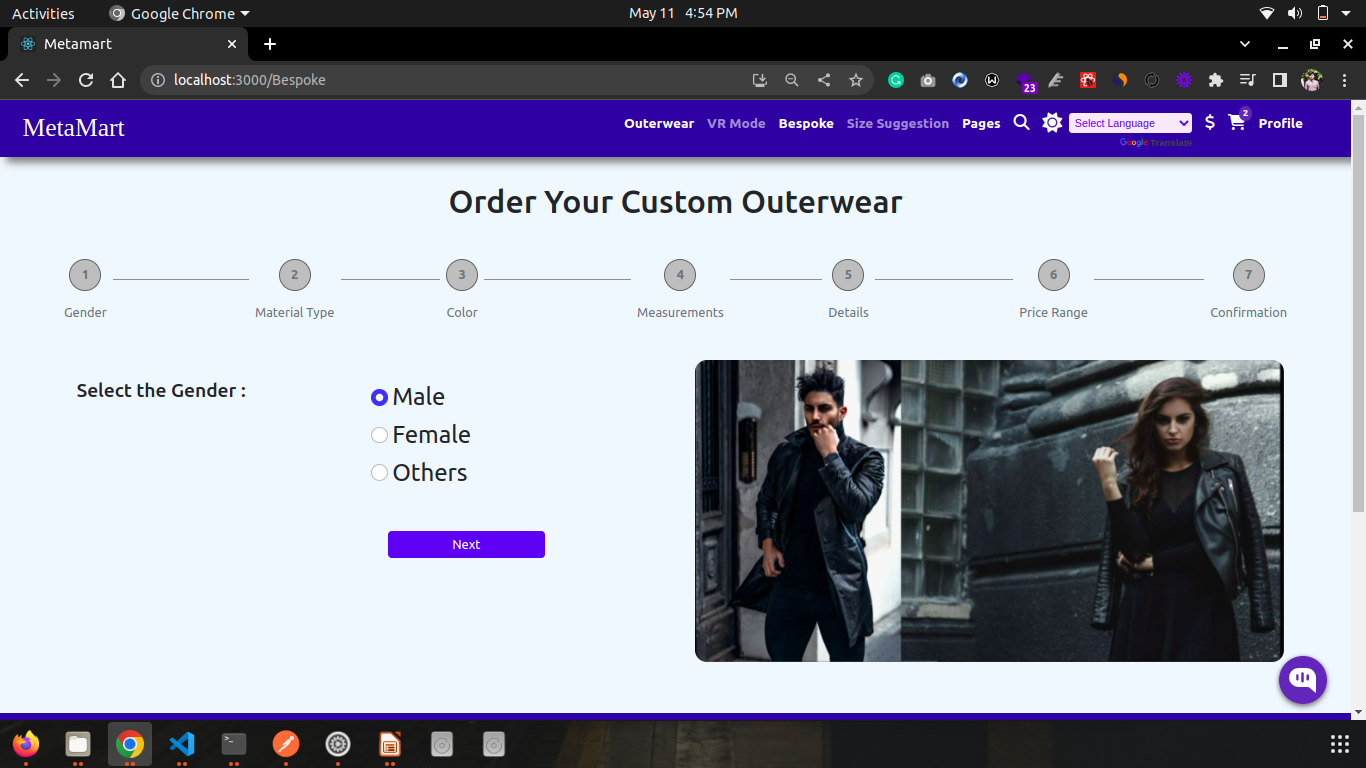 Activities Google Chrome May 11 4:54 PM
Metamart
localhost:3000/Bespoke
23
MetaMart Outerwear VR Mode Bespoke Size Suggestion Pages Select Language $ 2 Profile
Google Translate
Order Your Custom Outerwear
1 2 3 4 5 6 7
Gender Material Type Color Measurements Details Price Range Confirmation
Select the Gender : Male
Female
Others
Next